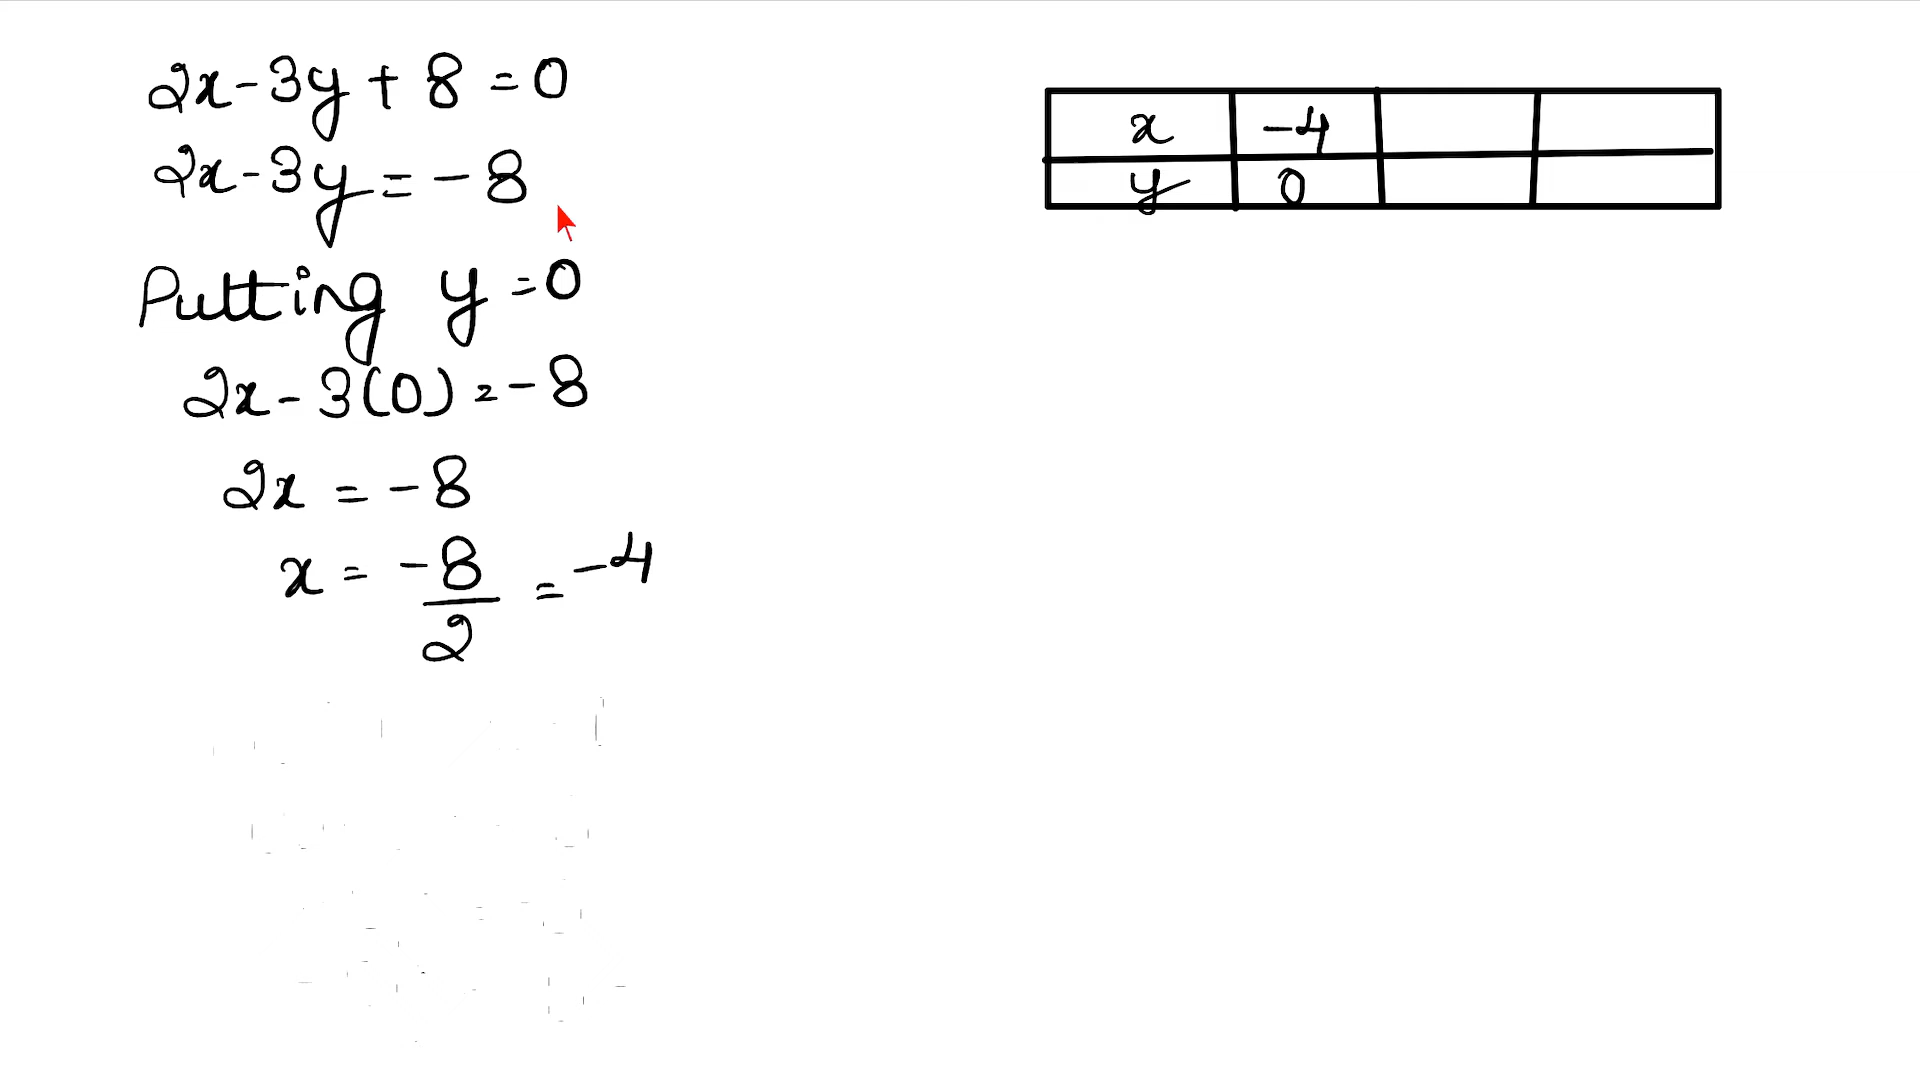 2x-3y+8=0
2x-3y=-8
Putting y=0
2x-3(0)=-8
2x=-8
x=-8/2=-4
x -4
y 0